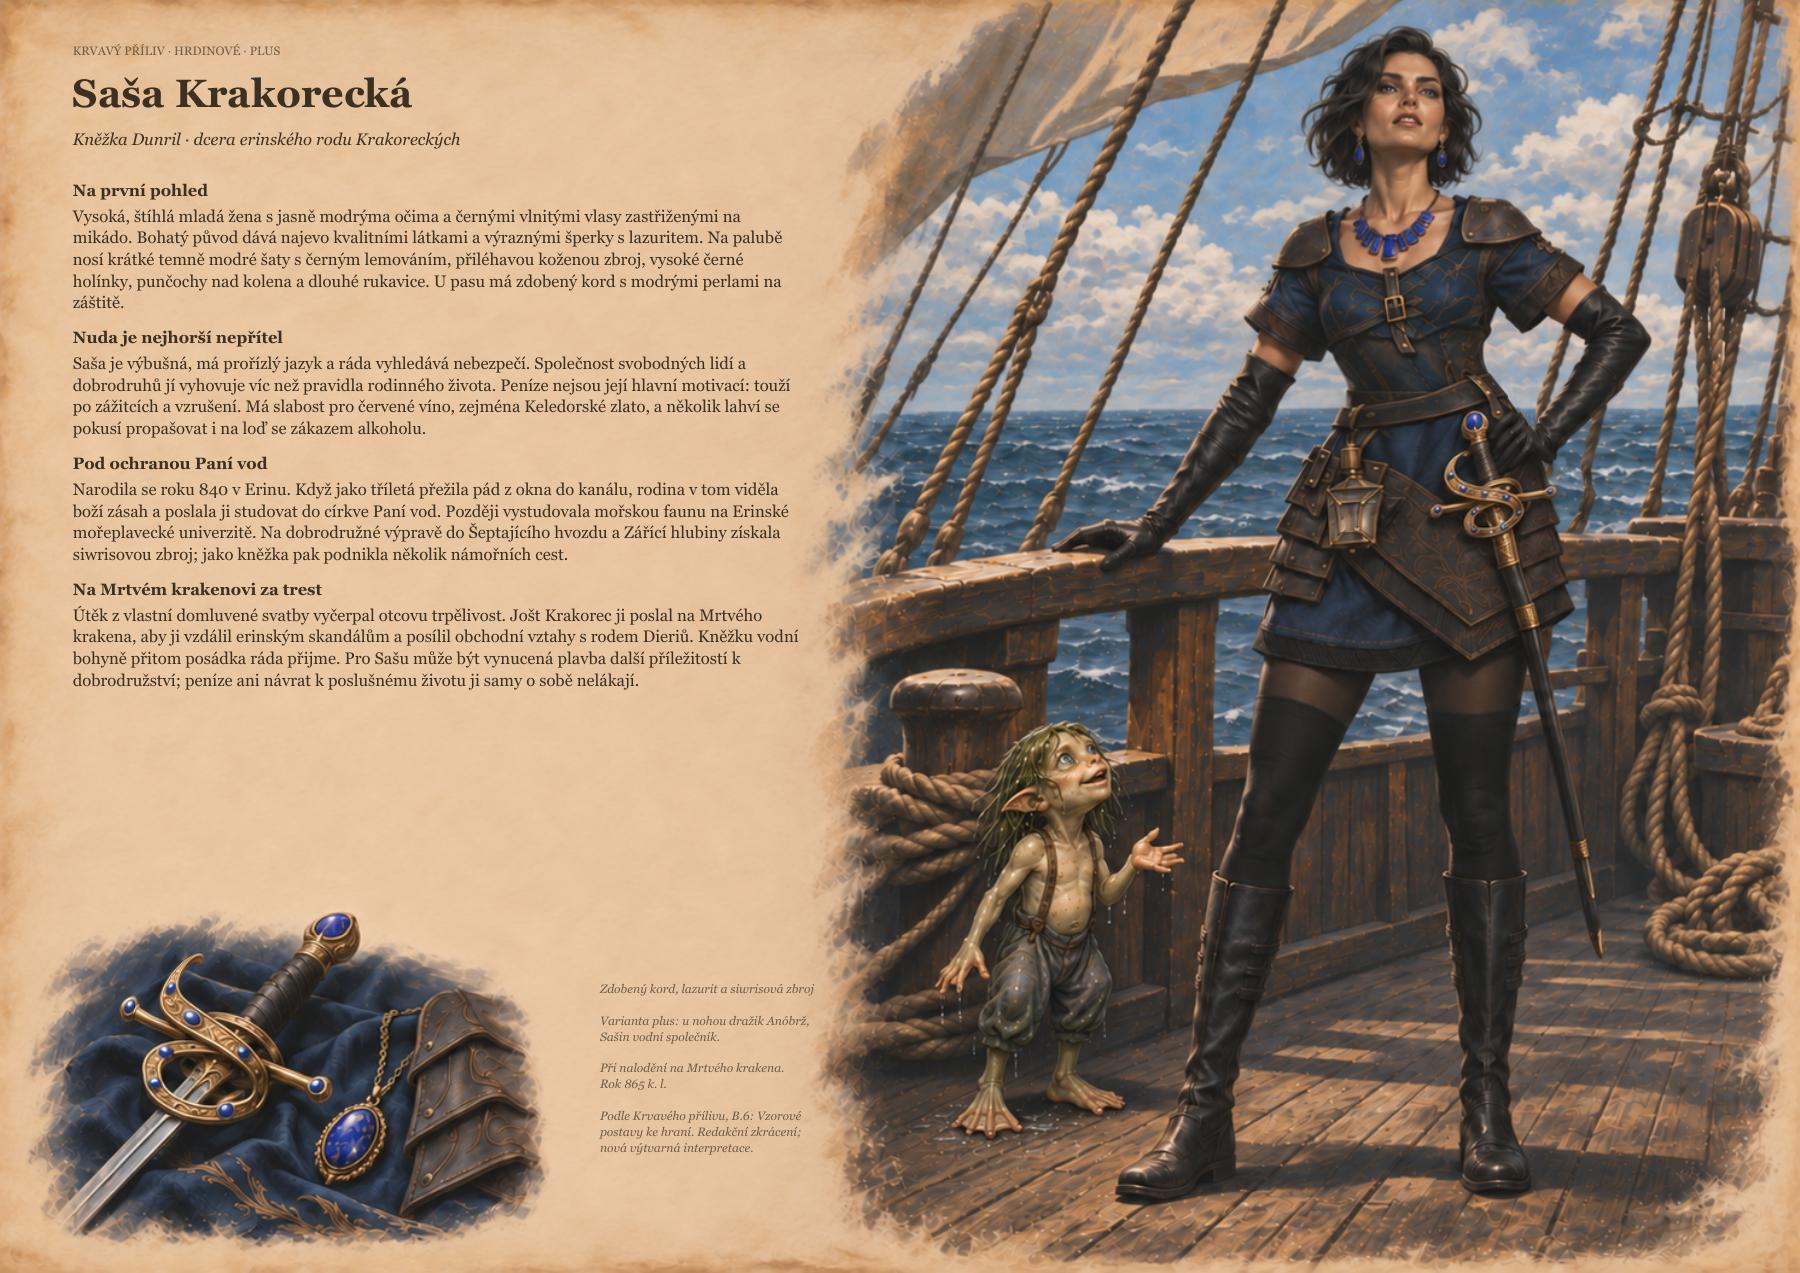 KRVAVÝ PŘÍLIV · HRDINOVÉ · PLUS
Saša Krakorecká
Kněžka Dunril · dcera erinského rodu Krakoreckých
Na první pohled
Vysoká, štíhlá mladá žena s jasně modrýma očima a černými vlnitými vlasy zastřiženými na
mikádo. Bohatý původ dává najevo kvalitními látkami a výraznými šperky s lazuritem. Na palubě
nosí krátké temně modré šaty s černým lemováním, přiléhavou koženou zbroj, vysoké černé
holínky, punčochy nad kolena a dlouhé rukavice. U pasu má zdobený kord s modrými perlami na
záštitě.
Nuda je nejhorší nepřítel
Saša je výbušná, má prořízlý jazyk a ráda vyhledává nebezpečí. Společnost svobodných lidí a
dobrodruhů jí vyhovuje víc než pravidla rodinného života. Peníze nejsou její hlavní motivací: touží
po zážitcích a vzrušení. Má slabost pro červené víno, zejména Keledorské zlato, a několik lahví se
pokusí propašovat i na loď se zákazem alkoholu.
Pod ochranou Paní vod
Narodila se roku 840 v Erinu. Když jako tříletá přežila pád z okna do kanálu, rodina v tom viděla
boží zásah a poslala ji studovat do církve Paní vod. Později vystudovala mořskou faunu na Erinské
mořeplavecké univerzitě. Na dobrodružné výpravě do Šeptajícího hvozdu a Zářící hlubiny získala
siwrisovou zbroj; jako kněžka pak podnikla několik námořních cest.
Na Mrtvém krakenovi za trest
Útěk z vlastní domluvené svatby vyčerpal otcovu trpělivost. Jošt Krakorec ji poslal na Mrtvého
krakena, aby ji vzdálil erinským skandálům a posílil obchodní vztahy s rodem Dieriů. Kněžku vodní
bohyně přitom posádka ráda přijme. Pro Sašu může být vynucená plavba další příležitostí k
dobrodružství; peníze ani návrat k poslušnému životu ji samy o sobě nelákají.
Zdobený kord, lazurit a siwrisová zbroj
Varianta plus: u nohou dražik Anóbrž,
Sašin vodní společník.
Při nalodění na Mrtvého krakena.
Rok 865 k. l.
Podle Krvavého přílivu, B.6: Vzorové
postavy ke hraní. Redakční zkrácení;
nová výtvarná interpretace.